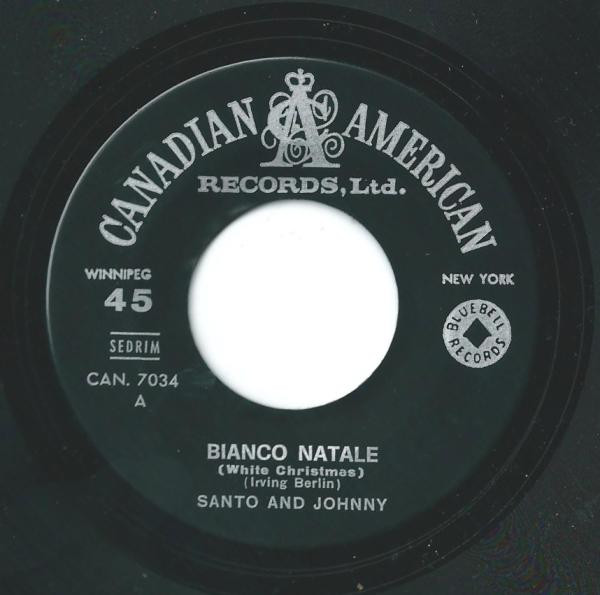 CANADIAN AMERICAN
RECORDS, Ltd.
WINNIPEG
45
SEDRIM
CAN. 7034
A
NEW YORK
BLUEBELL
RECORDS
BIANCO NATALE
(White Christmas)
(Irving Berlin)
SANTO AND JOHNNY